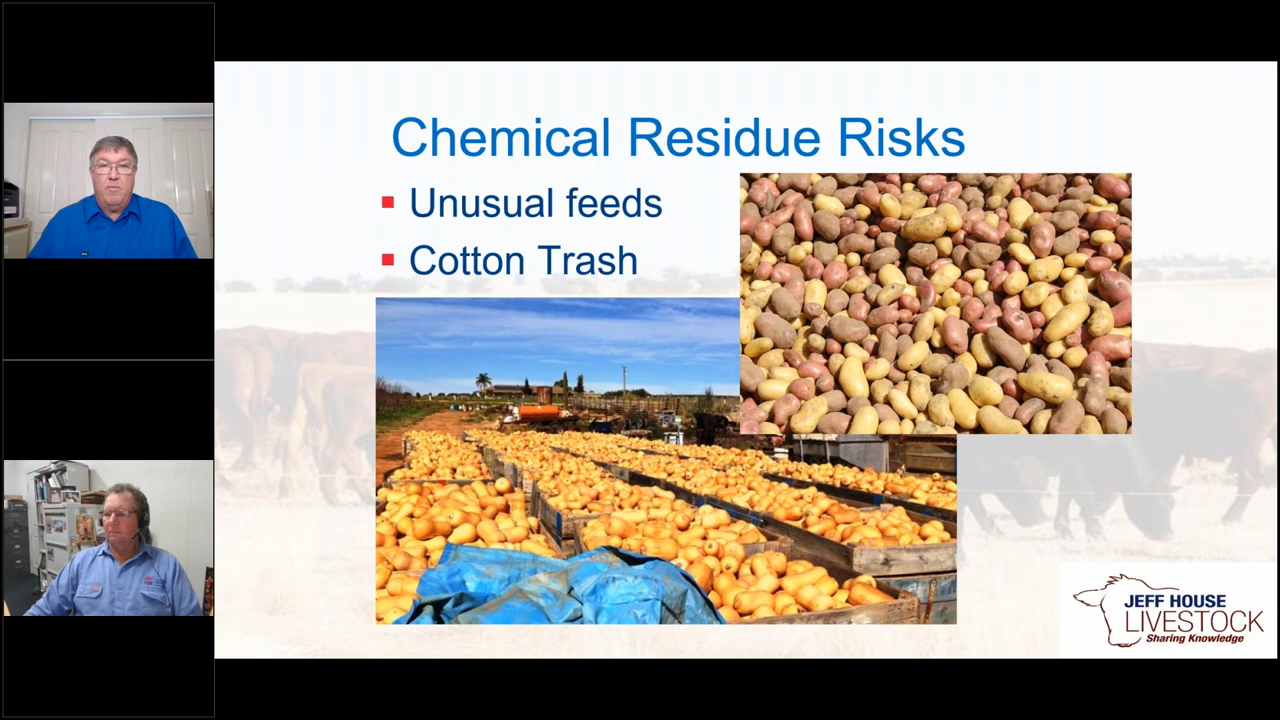 Chemical Residue Risks
Unusual feeds
Cotton Trash
JEFF HOUSE
LIVESTOCK
Sharing Knowledge